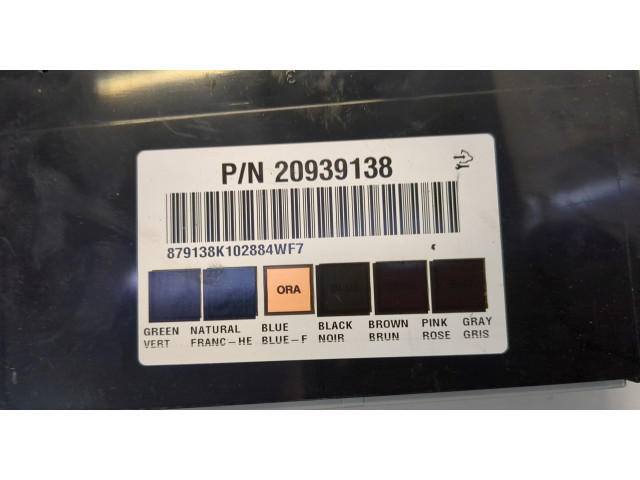 P/N 20939138
879138K102884WF7
ORA
GREEN NATURAL BLUE BLACK BROWN PINK GRAY
VERT FRANC-HE BLUE-F NOIR BRUN ROSE GRIS